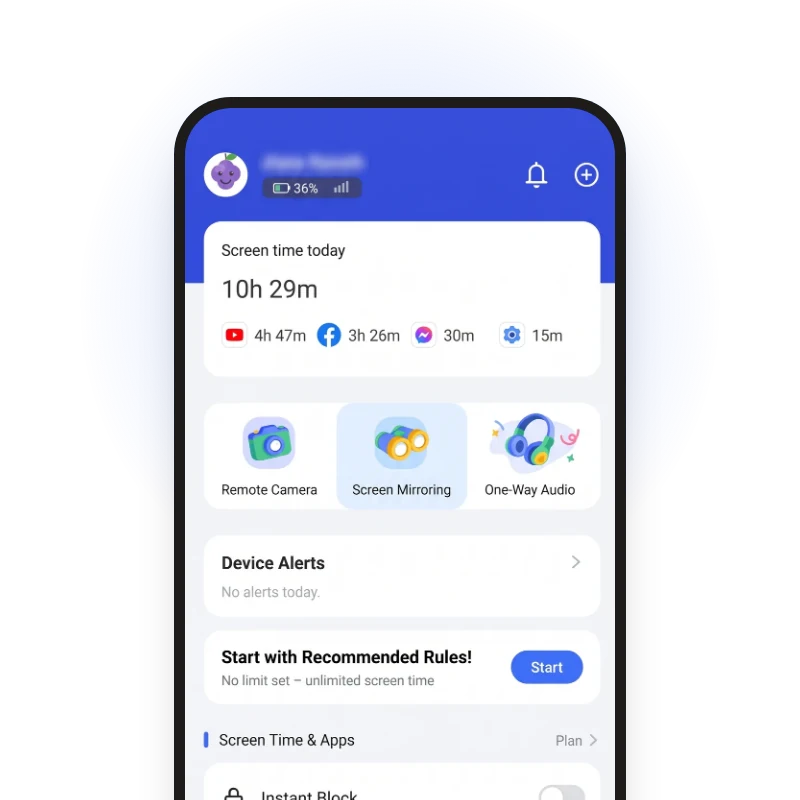 36%
Screen time today
10h 29m
4h 47m 3h 26m 30m 15m
Remote Camera Screen Mirroring One-Way Audio
Device Alerts
No alerts today.
Start with Recommended Rules!
No limit set – unlimited screen time
Start
Screen Time & Apps Plan
Instant Block